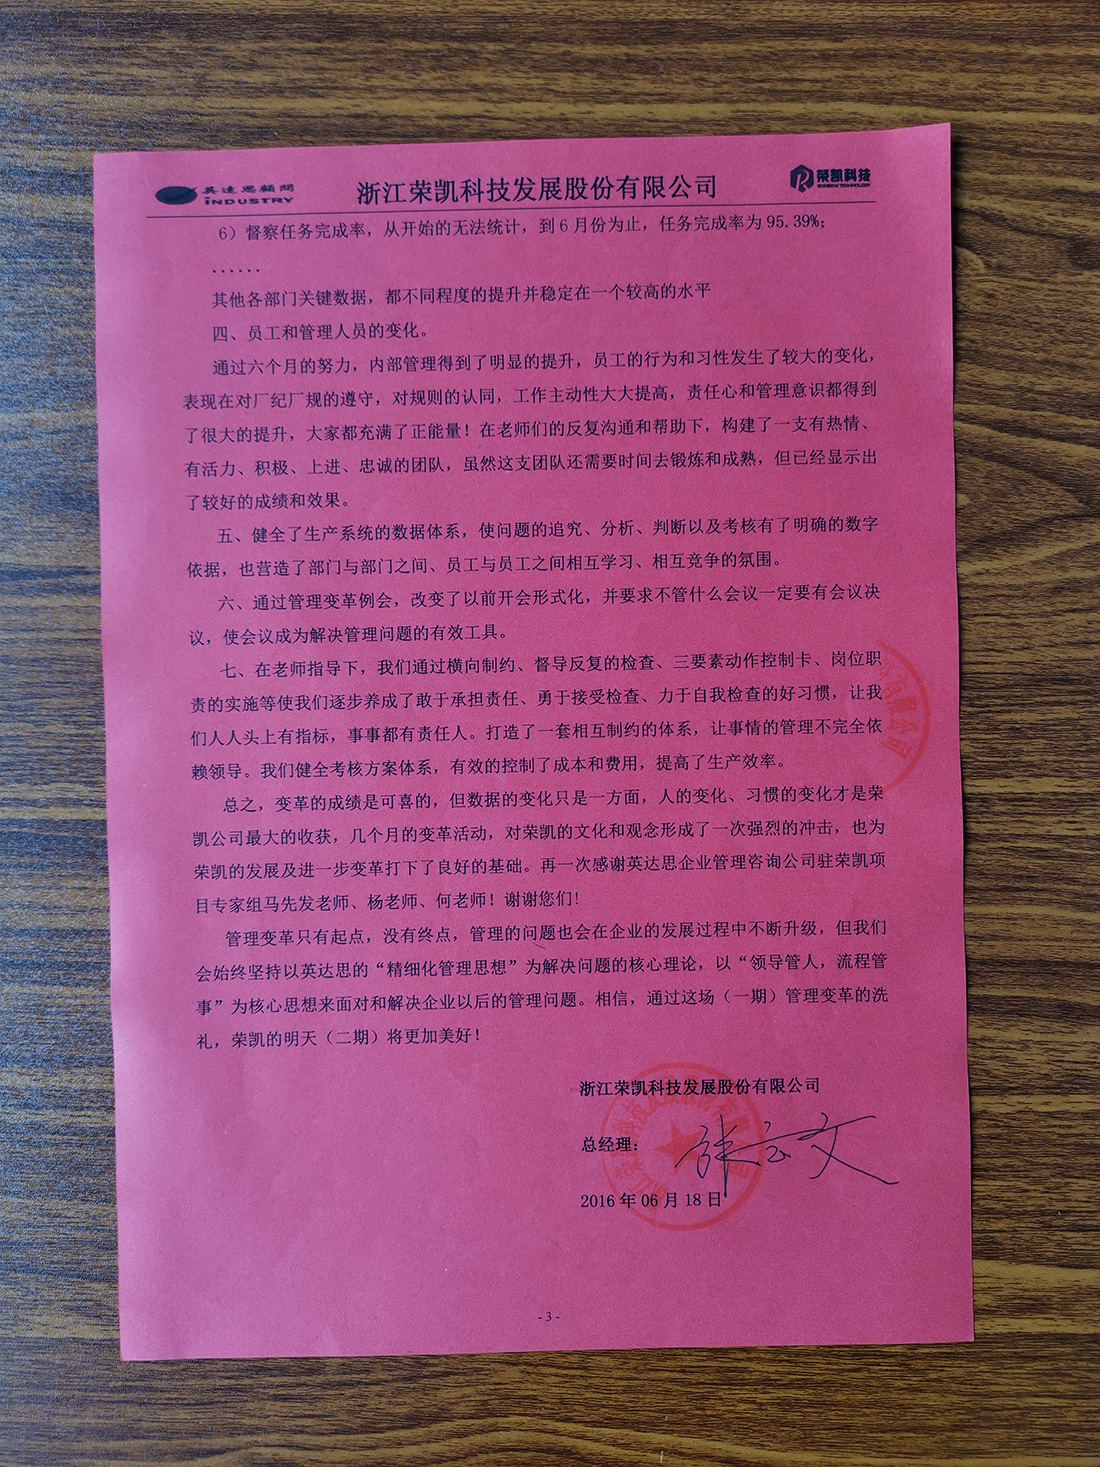 英達思顧問
INDUSTRY
浙江荣凯科技发展股份有限公司
荣凯科技
RONGKAI TECHNOLOGY
6）督察任务完成率，从开始的无法统计，到6月份为止，任务完成率为95.39%；
......
其他各部门关键数据，都不同程度的提升并稳定在一个较高的水平
四、员工和管理人员的变化。
通过六个月的努力，内部管理得到了明显的提升，员工的行为和习性发生了较大的变化，
表现在对厂纪厂规的遵守，对规则的认同，工作主动性大大提高，责任心和管理意识都得到
了很大的提升，大家都充满了正能量！在老师们的反复沟通和帮助下，构建了一支有热情、
有活力、积极、上进、忠诚的团队，虽然这支团队还需要时间去锻炼和成熟，但已经显示出
了较好的成绩和效果。
五、健全了生产系统的数据体系，使问题的追究、分析、判断以及考核有了明确的数字
依据，也营造了部门与部门之间、员工与员工之间相互学习、相互竞争的氛围。
六、通过管理变革例会，改变了以前开会形式化，并要求不管什么会议一定要有会议决
议，使会议成为解决管理问题的有效工具。
七、在老师指导下，我们通过横向制约、督导反复的检查、三要素动作控制卡、岗位职
责的实施等使我们逐步养成了敢于承担责任、勇于接受检查、力于自我检查的好习惯，让我
们人人头上有指标，事事都有责任人。打造了一套相互制约的体系，让事情的管理不完全依
赖领导。我们健全考核方案体系，有效的控制了成本和费用，提高了生产效率。
总之，变革的成绩是可喜的，但数据的变化只是一方面，人的变化、习惯的变化才是荣
凯公司最大的收获，几个月的变革活动，对荣凯的文化和观念形成了一次强烈的冲击，也为
荣凯的发展及进一步变革打下了良好的基础。再一次感谢英达思企业管理咨询公司驻荣凯项
目专家组马先发老师、杨老师、何老师！谢谢您们!
管理变革只有起点，没有终点，管理的问题也会在企业的发展过程中不断升级，但我们
会始终坚持以英达思的“精细化管理思想”为解决问题的核心理论，以“领导管人，流程管
事”为核心思想来面对和解决企业以后的管理问题。相信，通过这场（一期）管理变革的洗
礼，荣凯的明天（二期）将更加美好！
浙江荣凯科技发展股份有限公司
总经理：
2016年06月18日
- 3 -